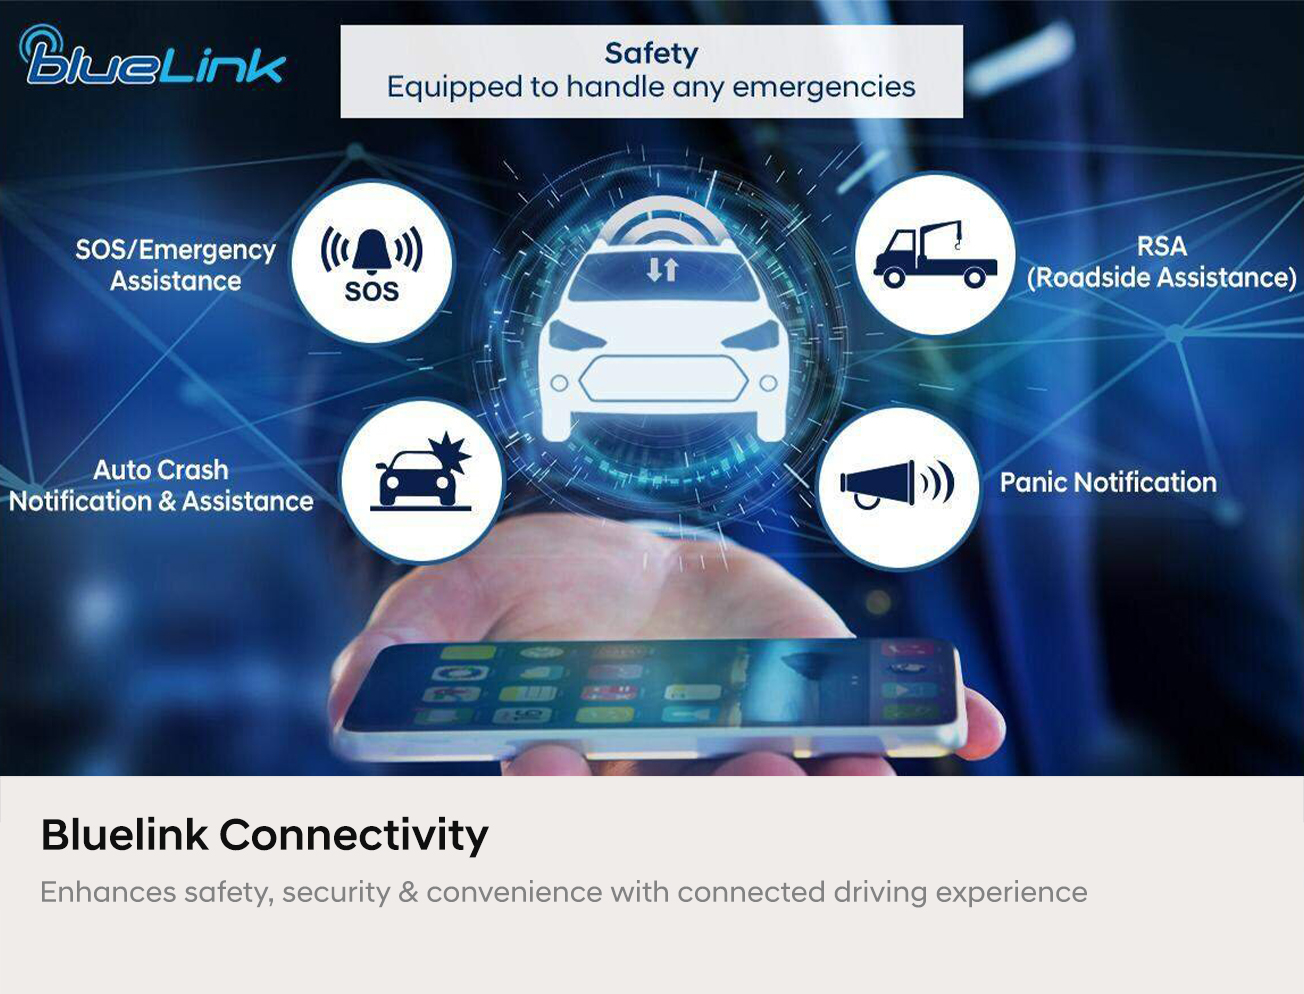 blueLink
Safety
Equipped to handle any emergencies
SOS/Emergency
Assistance
SOS
RSA
(Roadside Assistance)
Auto Crash
Notification & Assistance
Panic Notification
Bluelink Connectivity
Enhances safety, security & convenience with connected driving experience